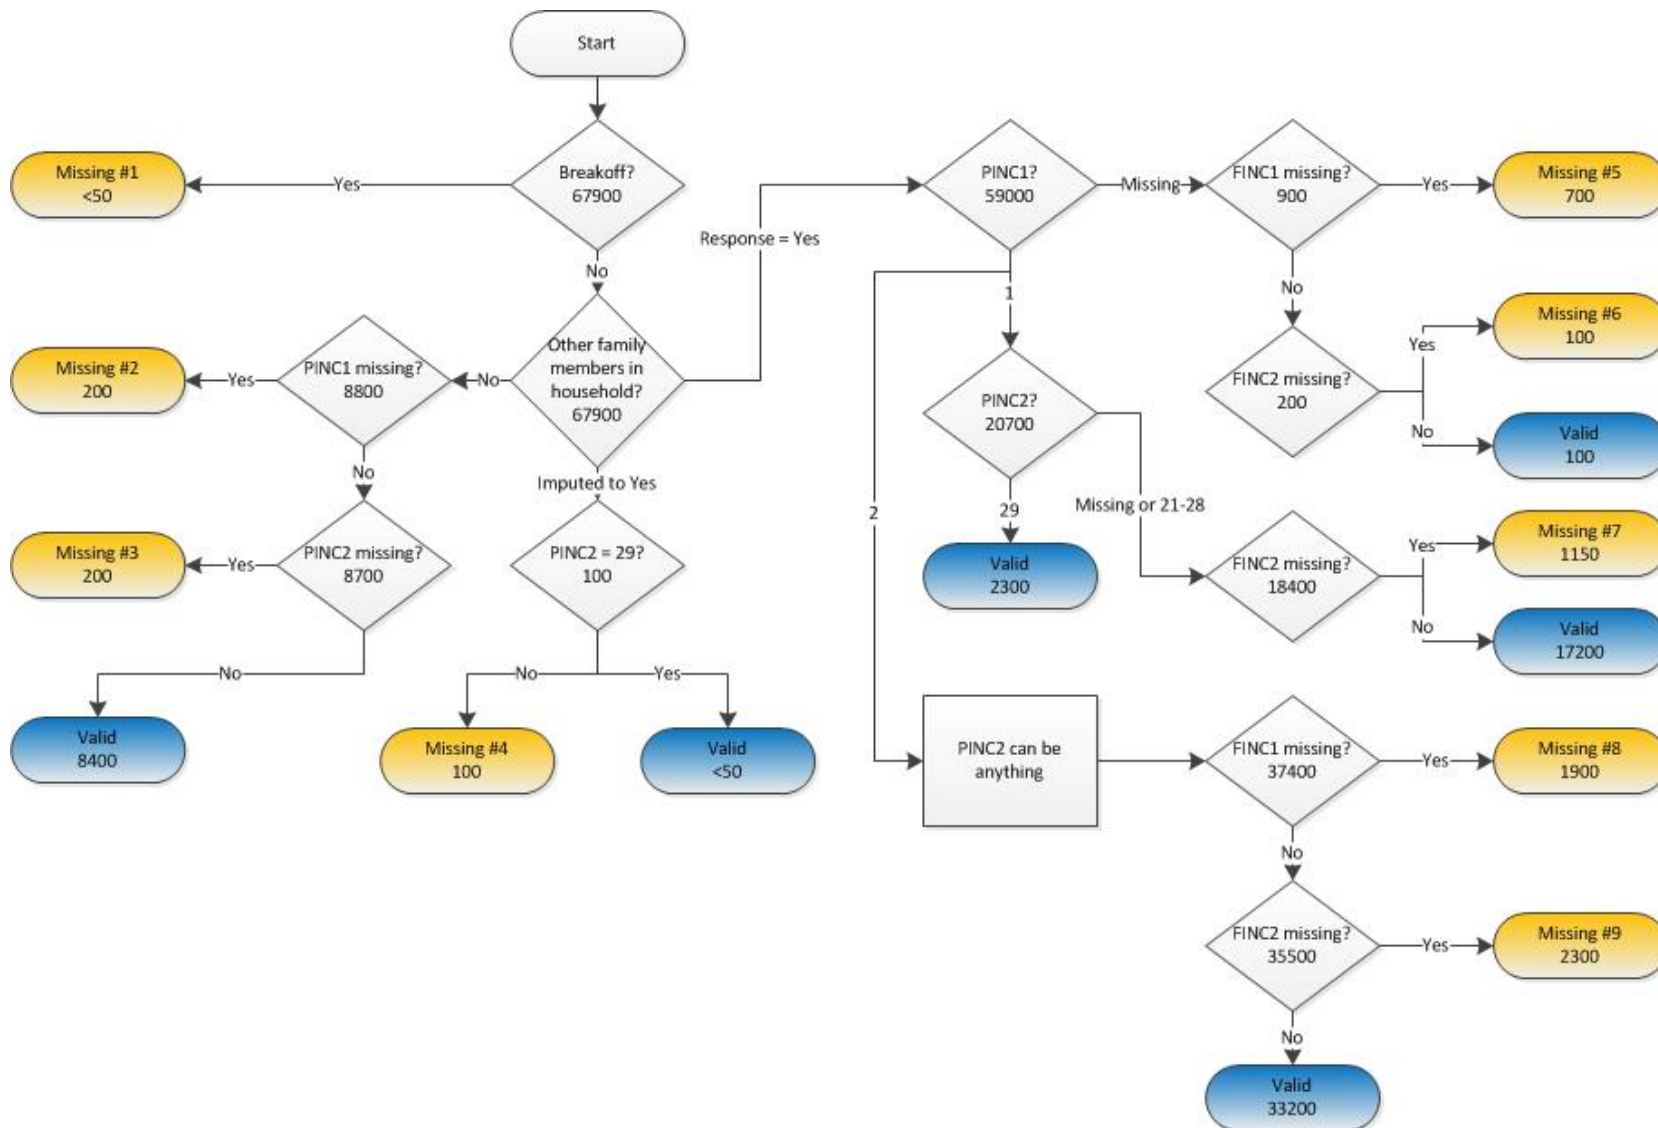 Start
Breakoff?
67900
Yes
Missing #1
<50
No
Other family
members in
household?
67900
No
PINC1 missing?
8800
Yes
Missing #2
200
No
PINC2 missing?
8700
Yes
Missing #3
200
No
Valid
8400
Imputed to Yes
PINC2 = 29?
100
No
Missing #4
100
Yes
Valid
<50
Response = Yes
PINC1?
59000
Missing
FINC1 missing?
900
Yes
Missing #5
700
No
FINC2 missing?
200
Yes
Missing #6
100
No
Valid
100
1
PINC2?
20700
29
Valid
2300
Missing or 21-28
FINC2 missing?
18400
Yes
Missing #7
1150
No
Valid
17200
2
PINC2 can be
anything
FINC1 missing?
37400
Yes
Missing #8
1900
No
FINC2 missing?
35500
Yes
Missing #9
2300
No
Valid
33200